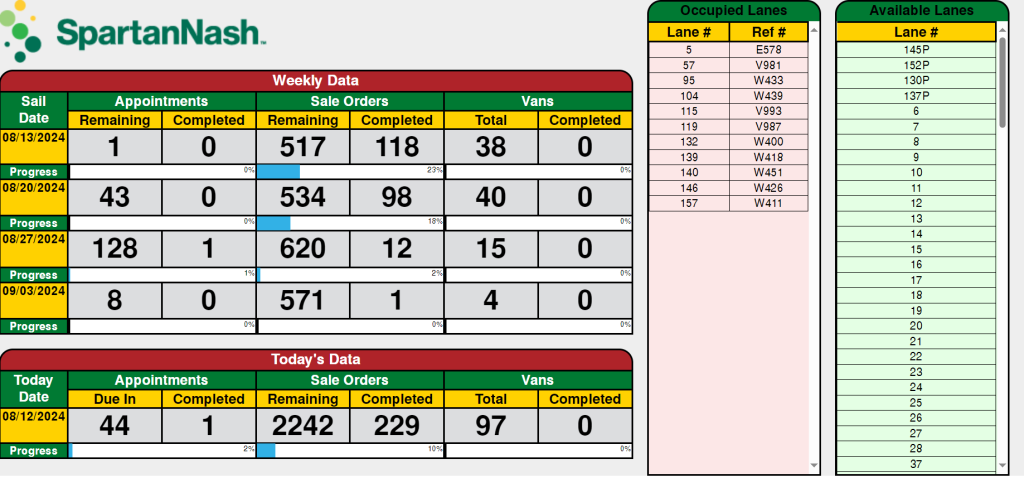 SpartanNash™
Weekly Data
Sail Date Appointments Sale Orders Vans
Remaining Completed Remaining Completed Total Completed
08/13/2024 1 0 517 118 38 0
Progress 0% 23% 0%
08/20/2024 43 0 534 98 40 0
Progress 0% 18% 0%
08/27/2024 128 1 620 12 15 0
Progress 1% 2% 0%
09/03/2024 8 0 571 1 4 0
Progress 0% 0% 0%
Today's Data
Today Date Appointments Sale Orders Vans
Due In Completed Remaining Completed Total Completed
08/12/2024 44 1 2242 229 97 0
Progress 2% 10% 0%
Occupied Lanes
Lane # Ref #
5 E578
57 V981
95 W433
104 W439
115 V993
119 V987
132 W400
139 W418
140 W451
146 W426
157 W411
Available Lanes
Lane #
145P
152P
130P
137P
6
7
8
9
10
11
12
13
14
15
16
17
18
19
20
21
22
23
24
25
26
27
28
37